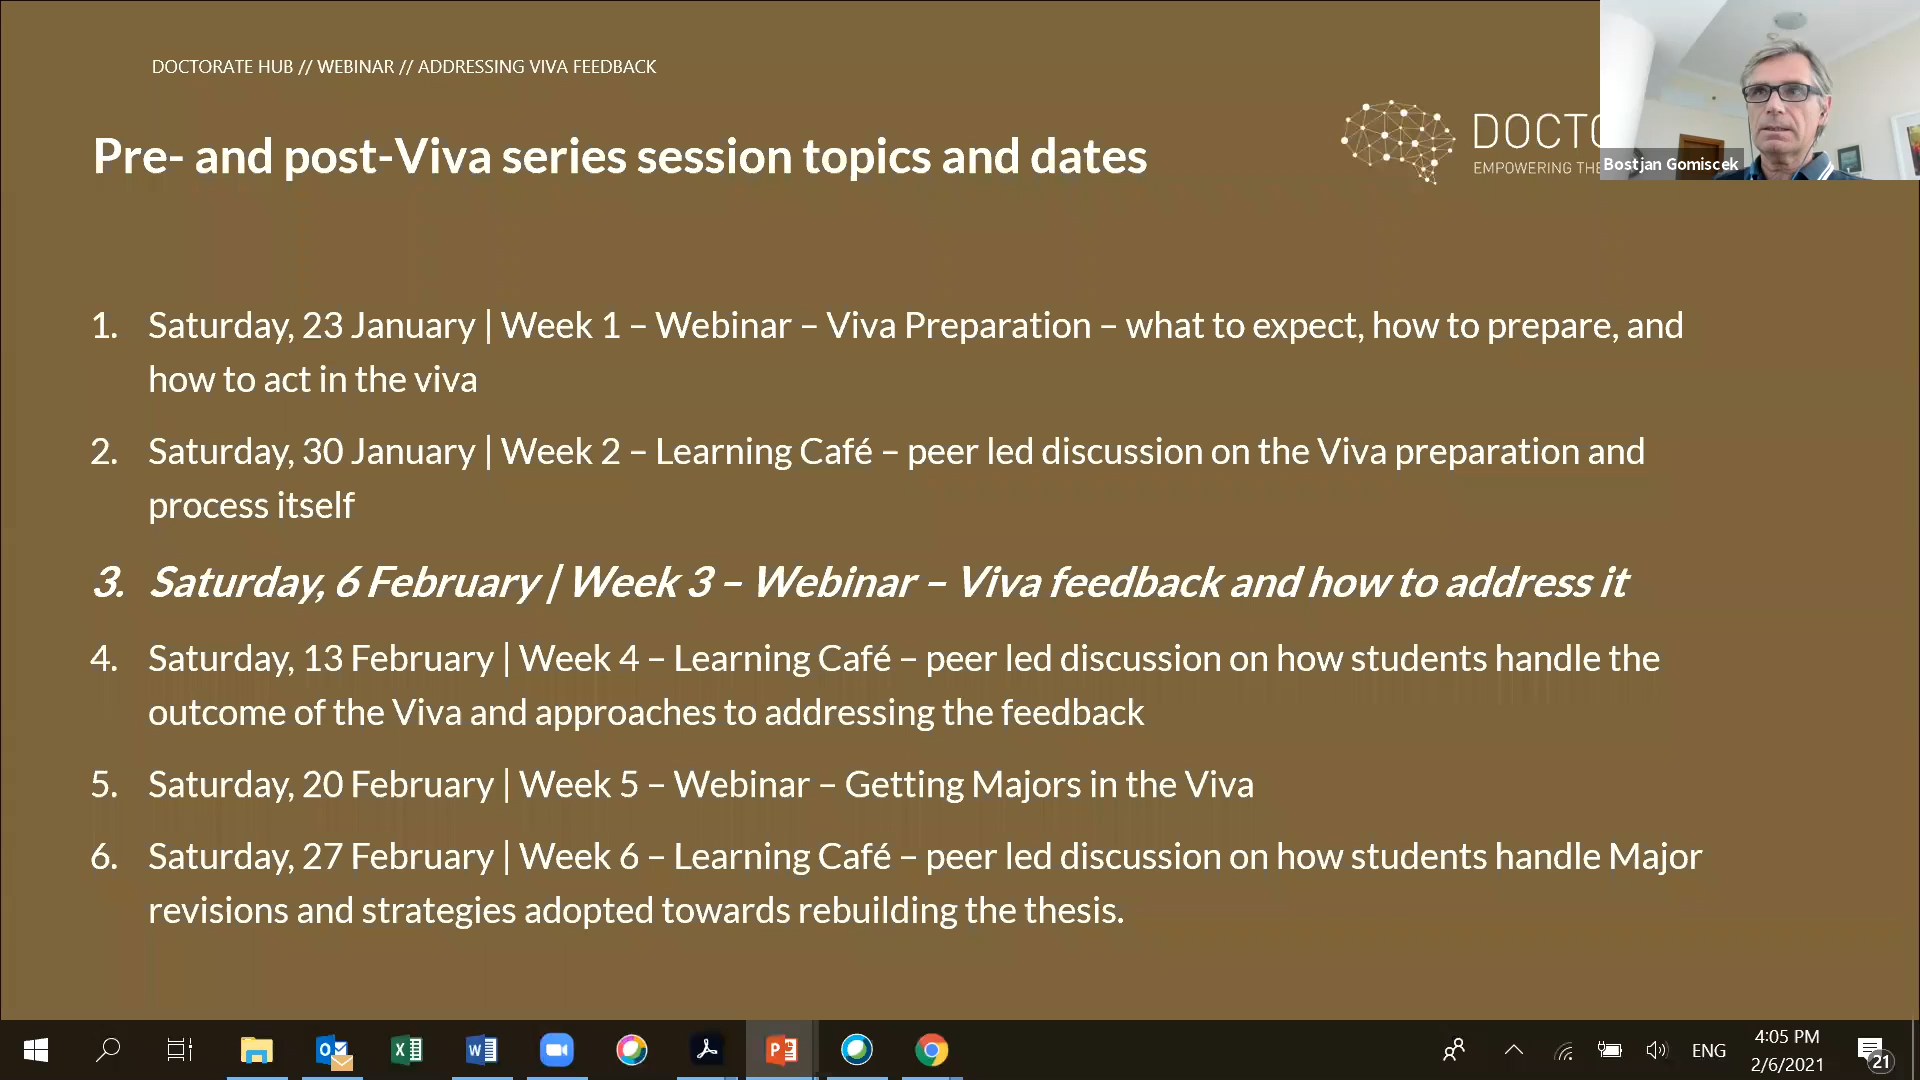 DOCTORATE HUB // WEBINAR // ADDRESSING VIVA FEEDBACK
Pre- and post-Viva series session topics and dates
DOCTO
EMPOWERING THE
Bostjan Gomiscek
1. Saturday, 23 January | Week 1 – Webinar – Viva Preparation – what to expect, how to prepare, and
how to act in the viva
2. Saturday, 30 January | Week 2 – Learning Café – peer led discussion on the Viva preparation and
process itself
3. Saturday, 6 February | Week 3 – Webinar – Viva feedback and how to address it
4. Saturday, 13 February | Week 4 – Learning Café – peer led discussion on how students handle the
outcome of the Viva and approaches to addressing the feedback
5. Saturday, 20 February | Week 5 – Webinar – Getting Majors in the Viva
6. Saturday, 27 February | Week 6 – Learning Café – peer led discussion on how students handle Major
revisions and strategies adopted towards rebuilding the thesis.
ENG
4:05 PM
2/6/2021
21